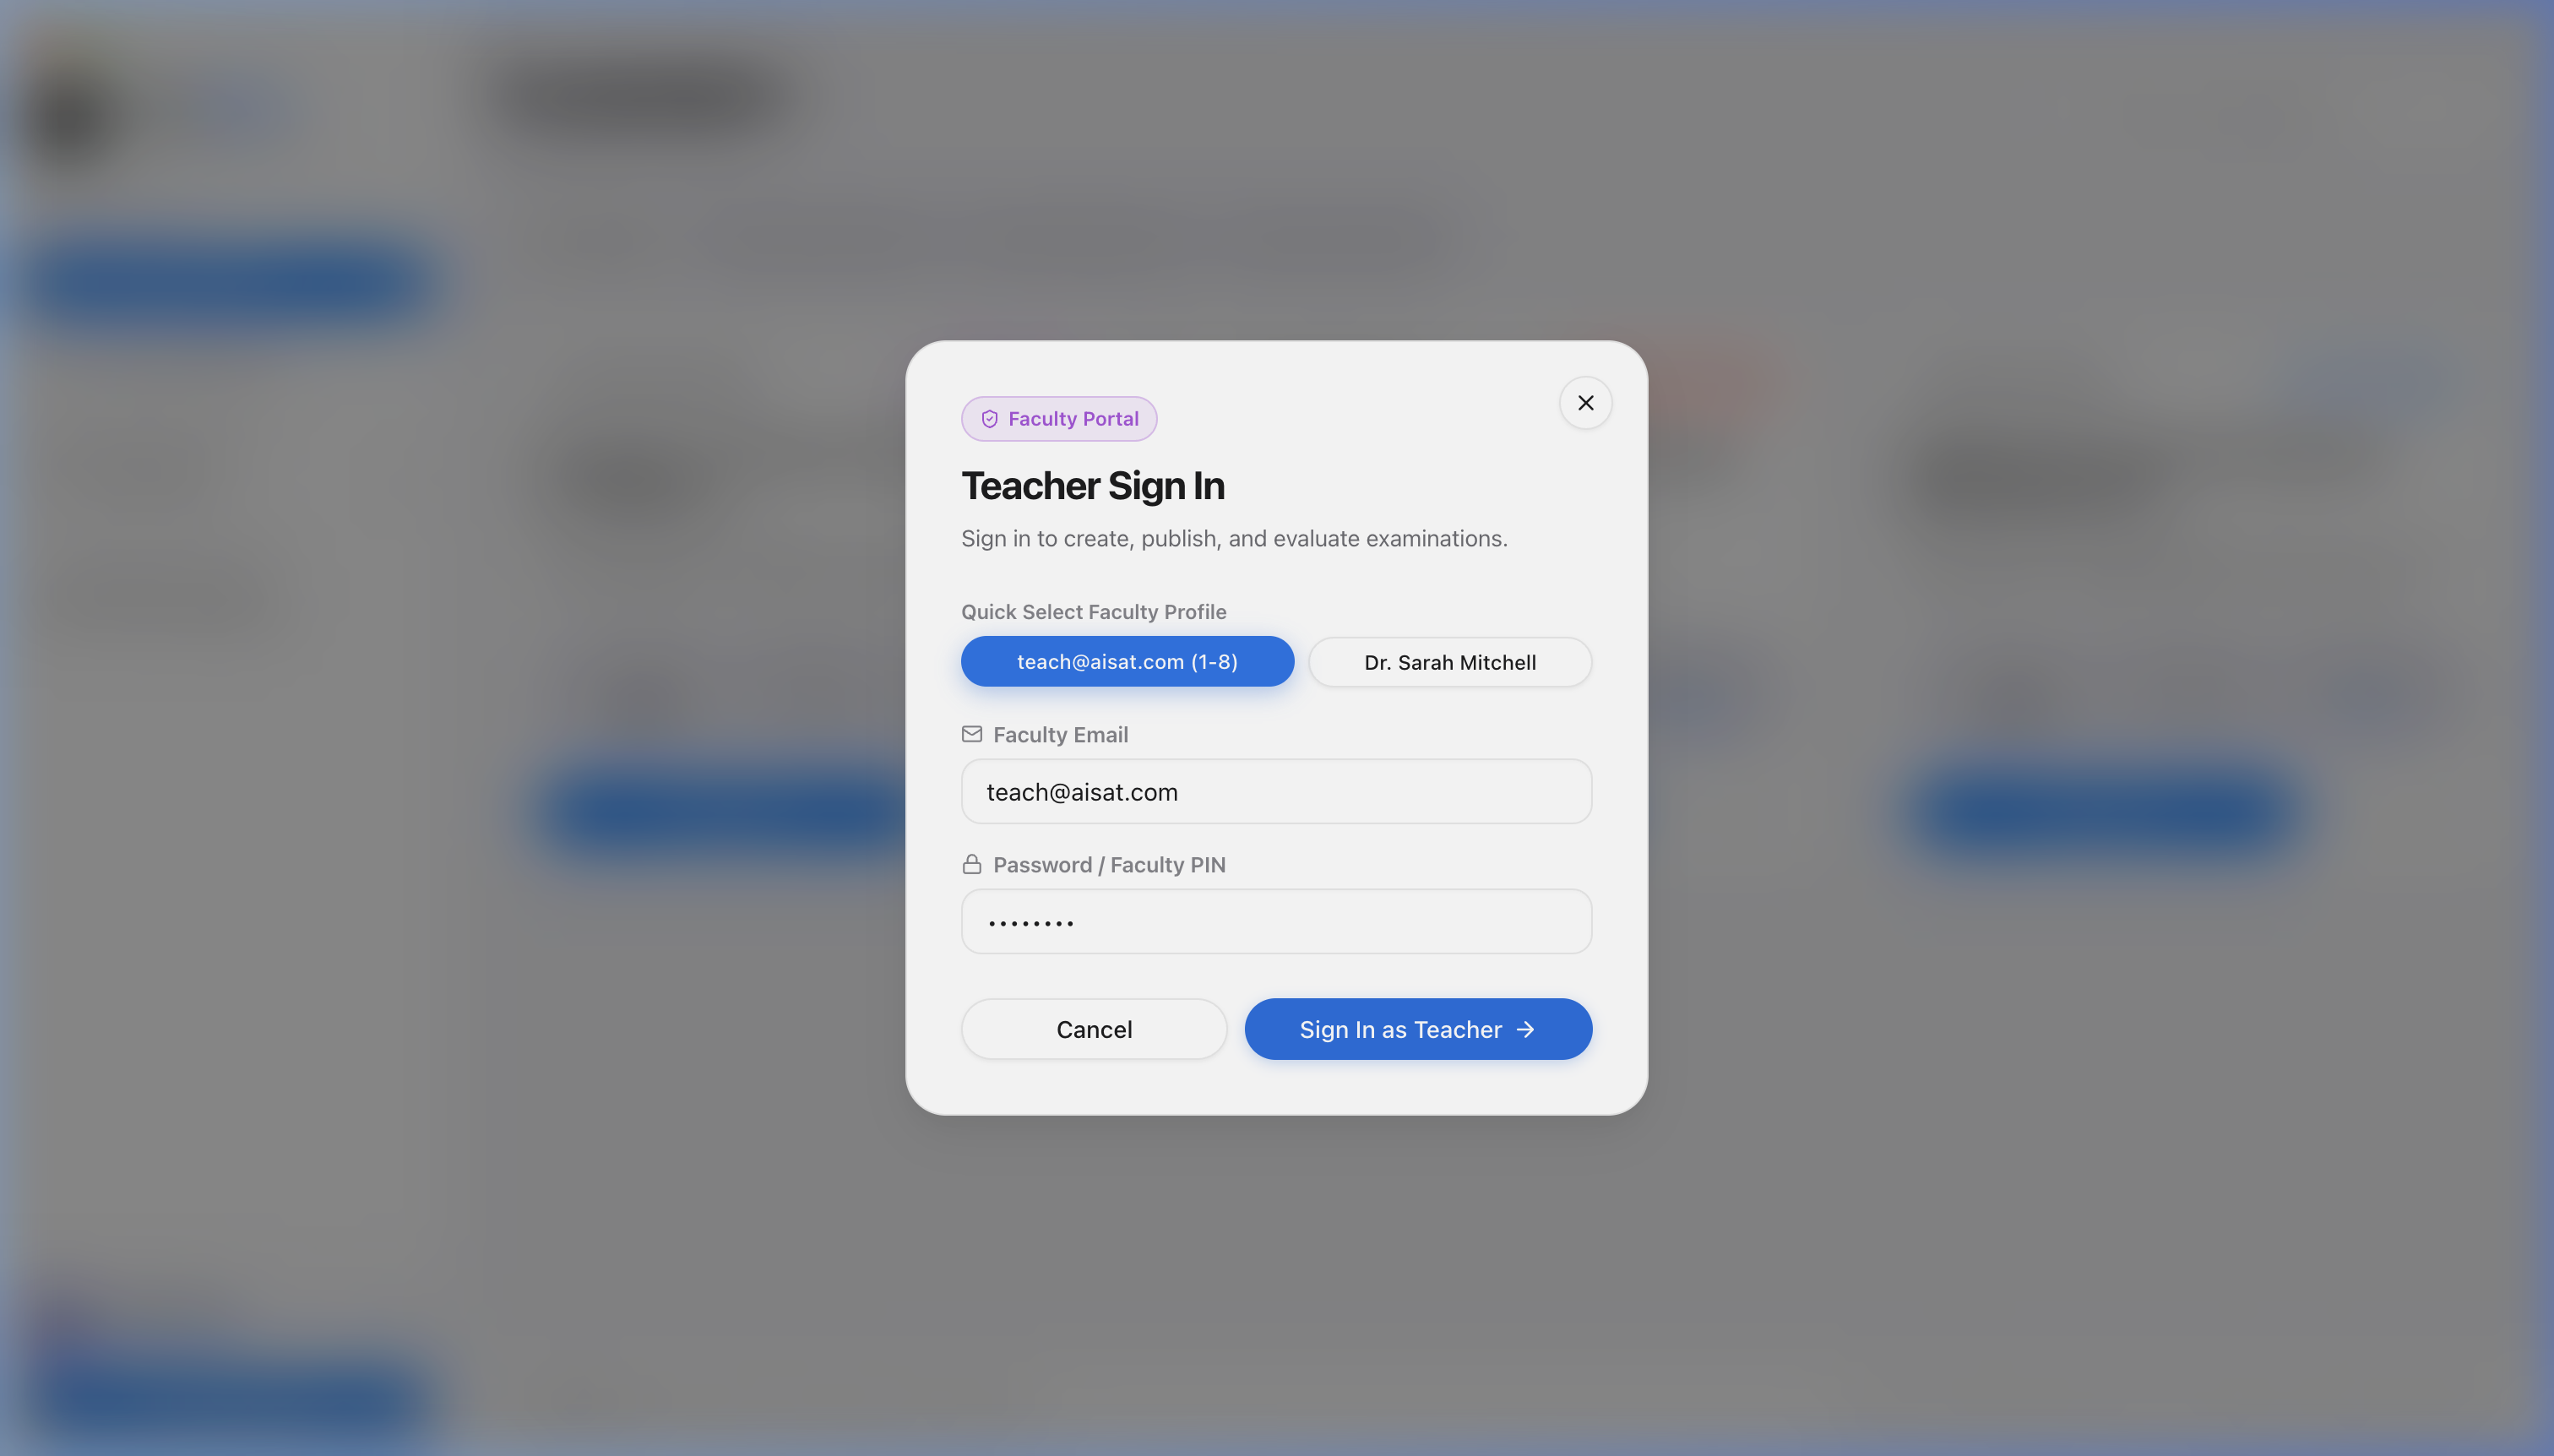 Faculty Portal
Teacher Sign In
Sign in to create, publish, and evaluate examinations.
Quick Select Faculty Profile
teach@aisat.com (1-8)
Dr. Sarah Mitchell
Faculty Email
teach@aisat.com
Password / Faculty PIN
••••••••
Cancel
Sign In as Teacher →